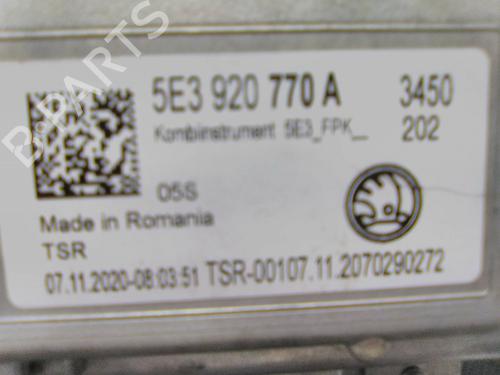 B-PARTS
5E3 920 770 A 3450
Kombiinstrument 5E3_FPK_ 202
05S
Made in Romania
TSR
07.11.2020-08:03:51 TSR-00107.11.2070290272